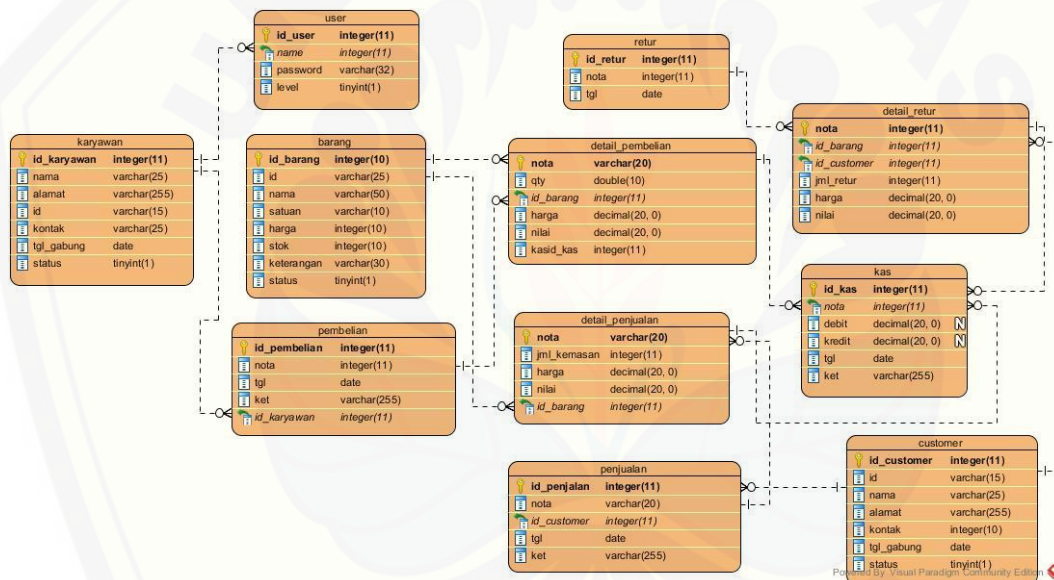 user
id_user integer(11)
name integer(11)
password varchar(32)
level tinyint(1)
retur
id_retur integer(11)
nota integer(11)
tgl date
karyawan
id_karyawan integer(11)
nama varchar(25)
alamat varchar(255)
id varchar(15)
kontak varchar(25)
tgl_gabung date
status tinyint(1)
barang
id_barang integer(10)
id varchar(25)
nama varchar(50)
satuan varchar(10)
harga integer(10)
stok integer(10)
keterangan varchar(30)
status tinyint(1)
detail_pembelian
nota varchar(20)
qty double(10)
id_barang integer(11)
harga decimal(20, 0)
nilai decimal(20, 0)
kasid_kas integer(11)
detail_retur
nota integer(11)
id_barang integer(11)
id_customer integer(11)
jml_retur integer(11)
harga decimal(20, 0)
nilai decimal(20, 0)
kas
id_kas integer(11)
nota integer(11)
debit decimal(20, 0) N
kredit decimal(20, 0) N
tgl date
ket varchar(255)
pembelian
id_pembelian integer(11)
nota integer(11)
tgl date
ket varchar(255)
id_karyawan integer(11)
detail_penjualan
nota varchar(20)
jml_kemasan integer(11)
harga decimal(20, 0)
nilai decimal(20, 0)
id_barang integer(11)
penjualan
id_penjalan integer(11)
nota varchar(20)
id_customer integer(11)
tgl date
ket varchar(255)
customer
id_customer integer(11)
id varchar(15)
nama varchar(25)
alamat varchar(255)
kontak integer(10)
tgl_gabung date
status tinyint(1)
Powered By Visual Paradigm Community Edition